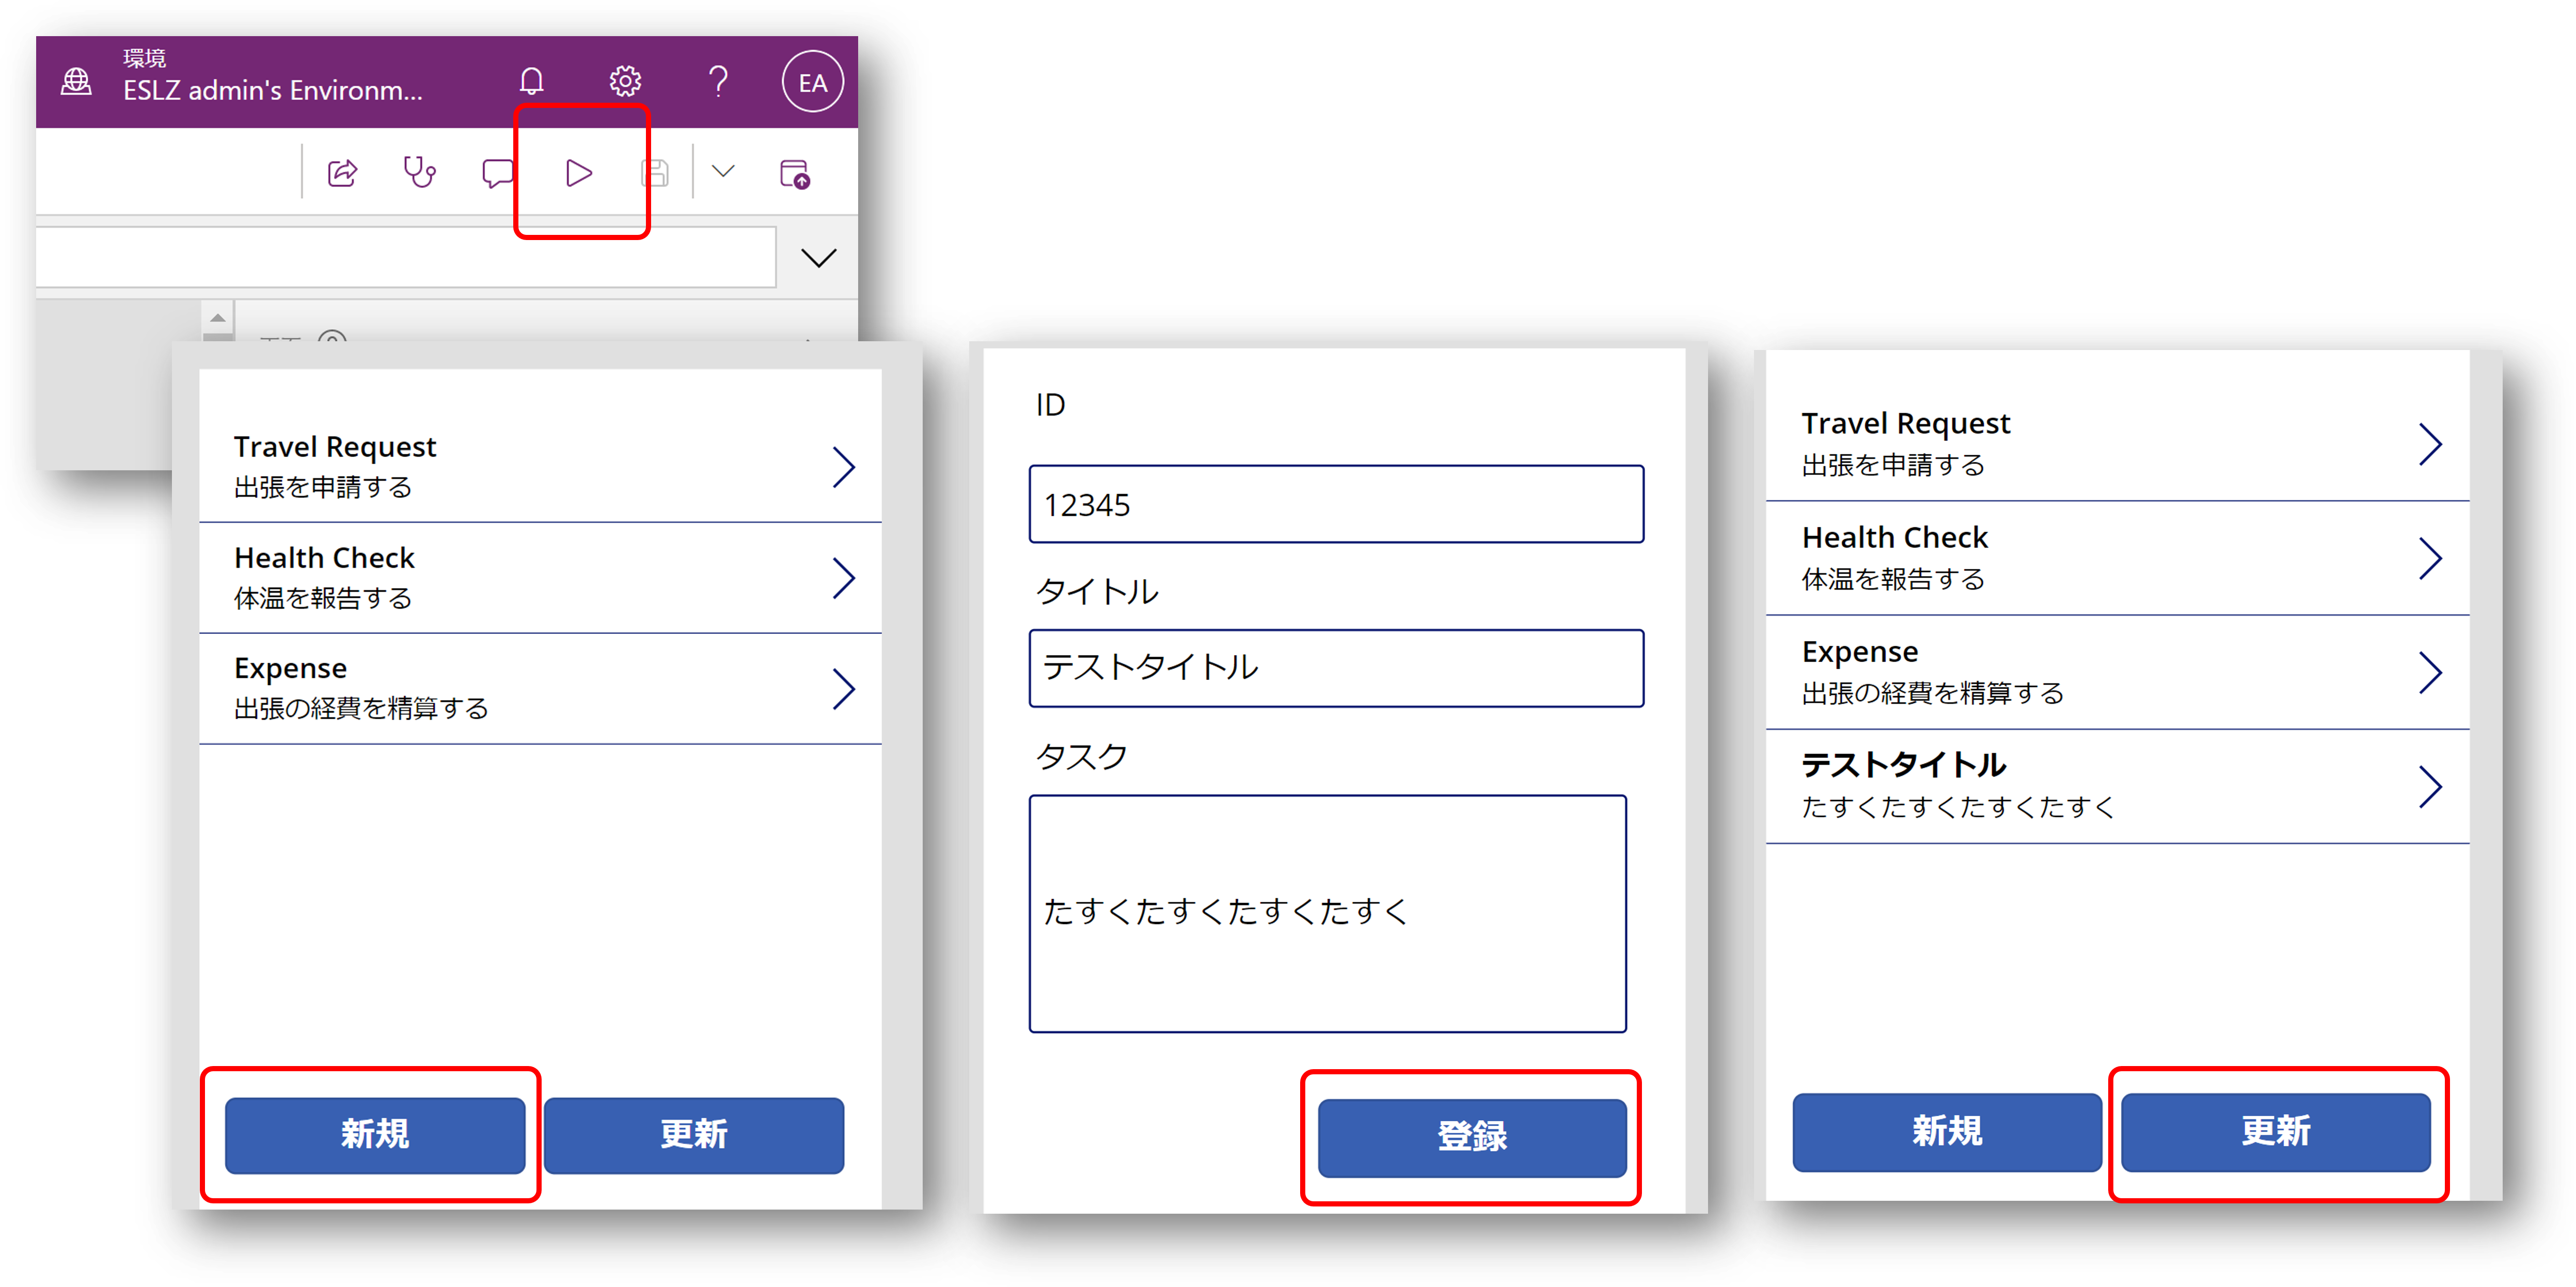 環境
ESLZ admin's Environm...
EA
Travel Request
出張を申請する
Health Check
体温を報告する
Expense
出張の経費を精算する
新規
更新
ID
12345
タイトル
テストタイトル
タスク
たすくたすくたすくたすく
登録
Travel Request
出張を申請する
Health Check
体温を報告する
Expense
出張の経費を精算する
テストタイトル
たすくたすくたすくたすく
新規
更新